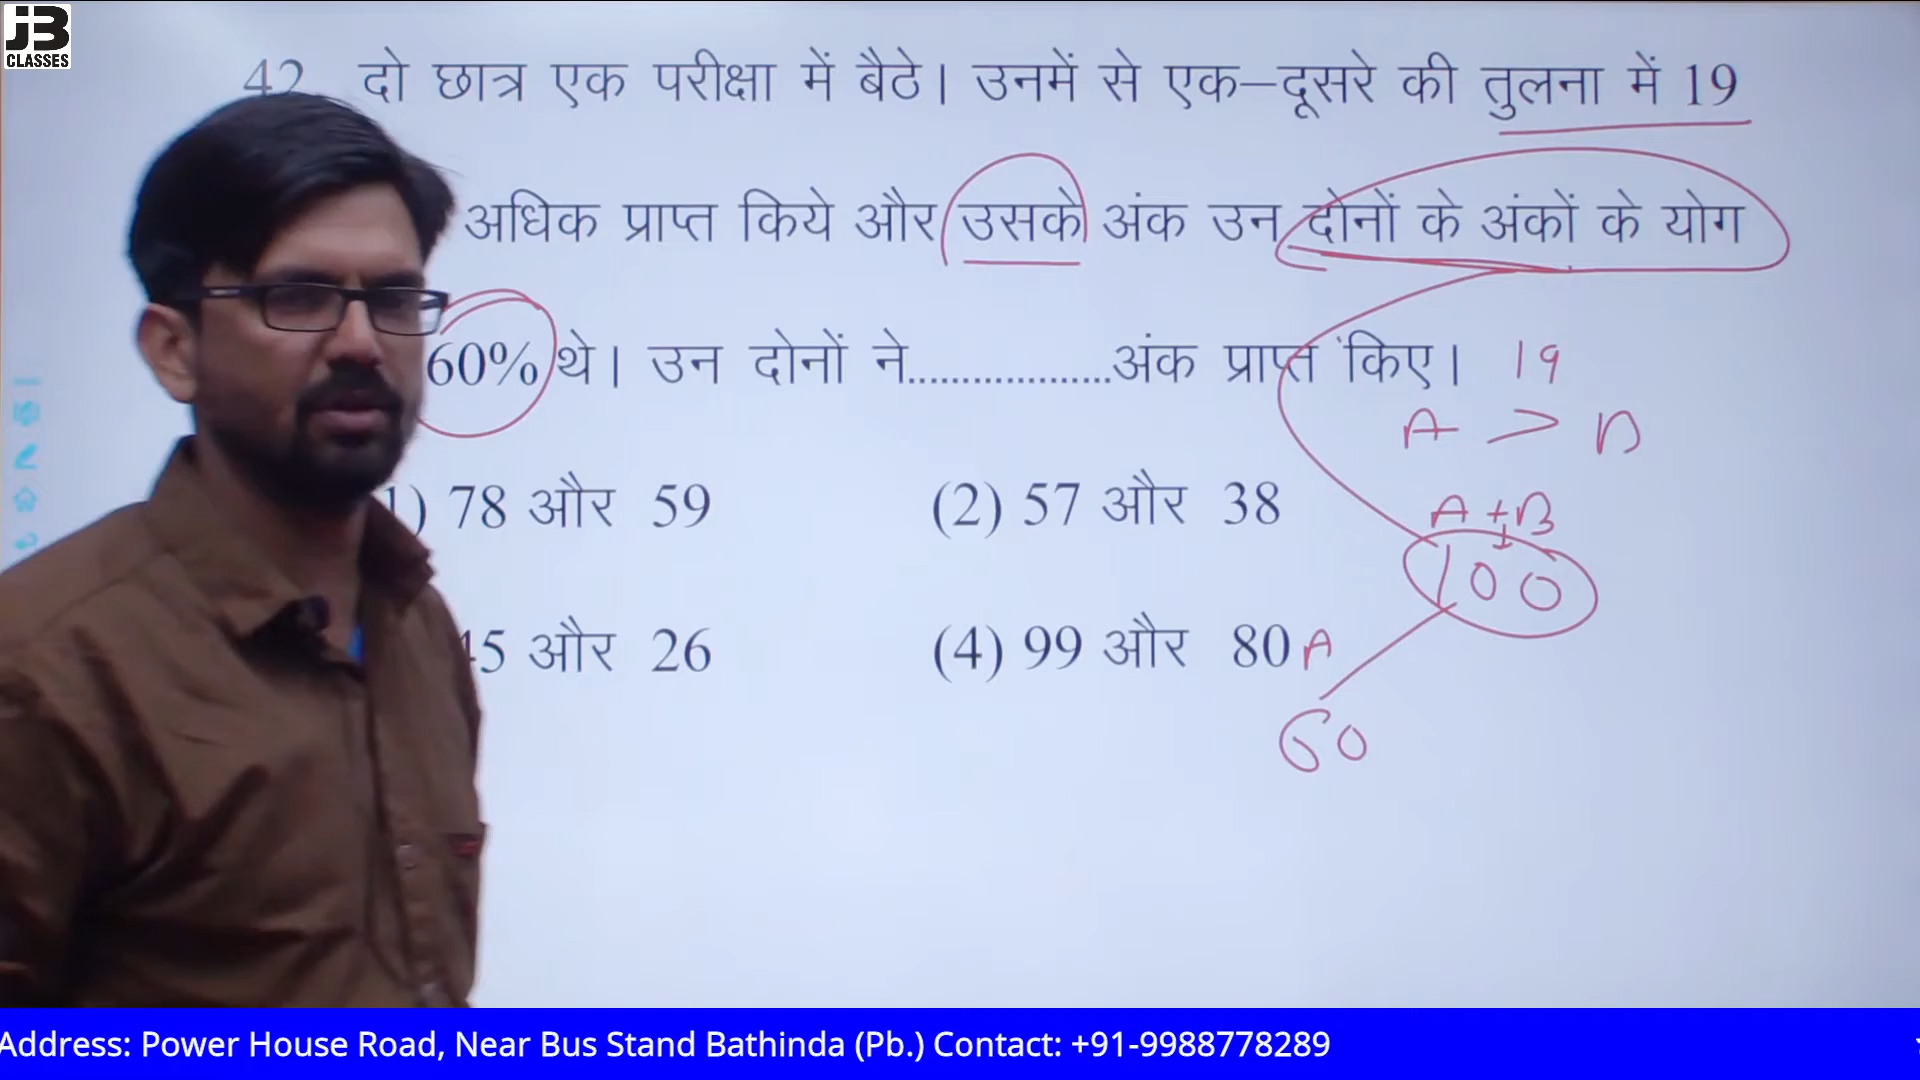 JB
CLASSES
42. दो छात्र एक परीक्षा में बैठे। उनमें से एक–दूसरे की तुलना में 19
अधिक प्राप्त किये और उसके अंक उन दोनों के अंकों के योग
60% थे। उन दोनों ने...................अंक प्राप्त किए। 19
A > B
1) 78 और 59 (2) 57 और 38
A + B
100
45 और 26 (4) 99 और 80 A
60
Address: Power House Road, Near Bus Stand Bathinda (Pb.) Contact: +91-9988778289